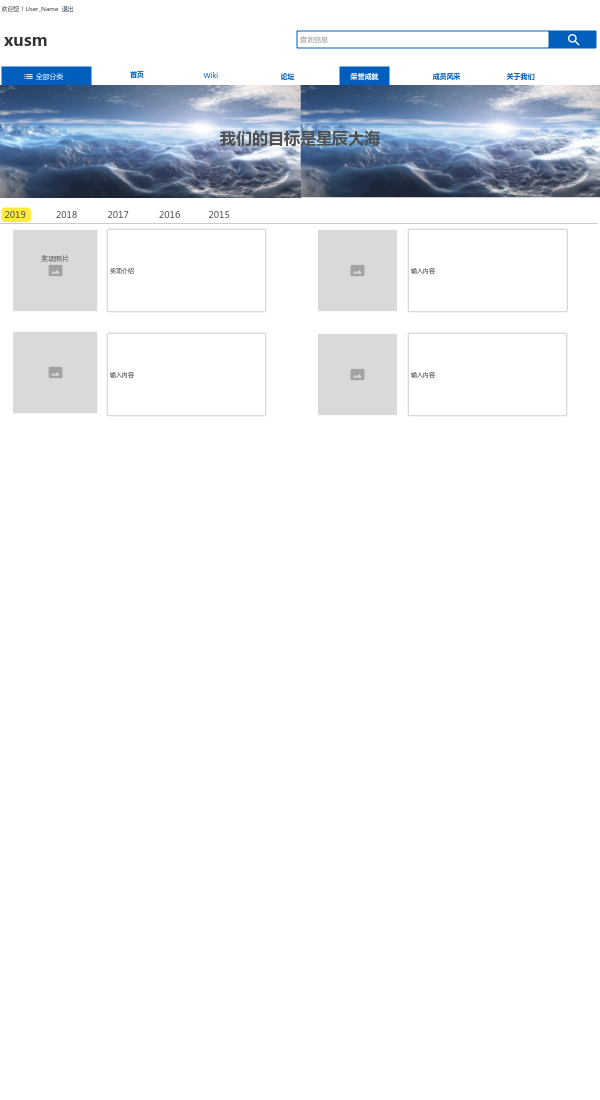 欢迎您！User_Name 退出
xusm
查询信息
全部分类 首页 Wiki 论坛 荣誉成就 成员风采 关于我们
我们的目标是星辰大海
2019 2018 2017 2016 2015
奖项照片
奖项介绍 输入内容
输入内容 输入内容